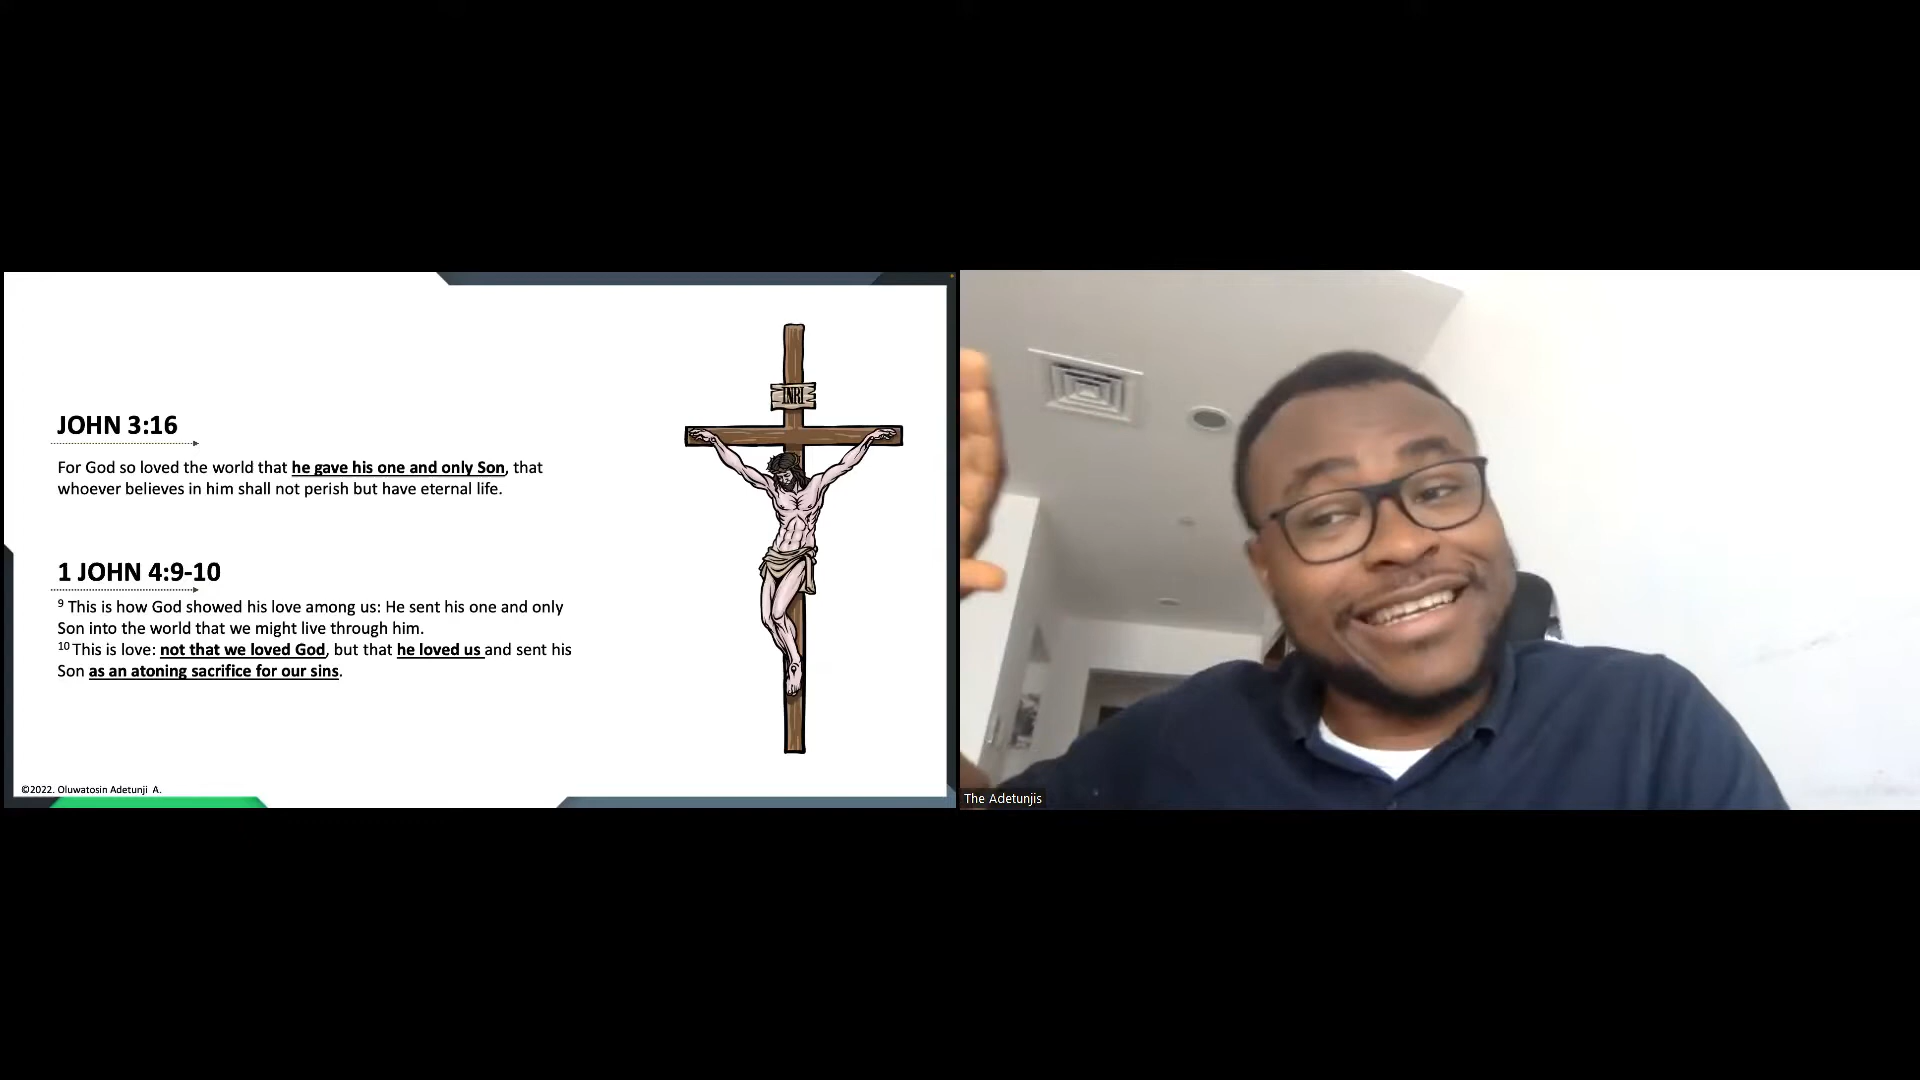 INRI
JOHN 3:16
For God so loved the world that he gave his one and only Son, that
whoever believes in him shall not perish but have eternal life.
1 JOHN 4:9-10
9 This is how God showed his love among us: He sent his one and only
Son into the world that we might live through him.
10 This is love: not that we loved God, but that he loved us and sent his
Son as an atoning sacrifice for our sins.
©2022. Oluwatosin Adetunji A.
The Adetunjis